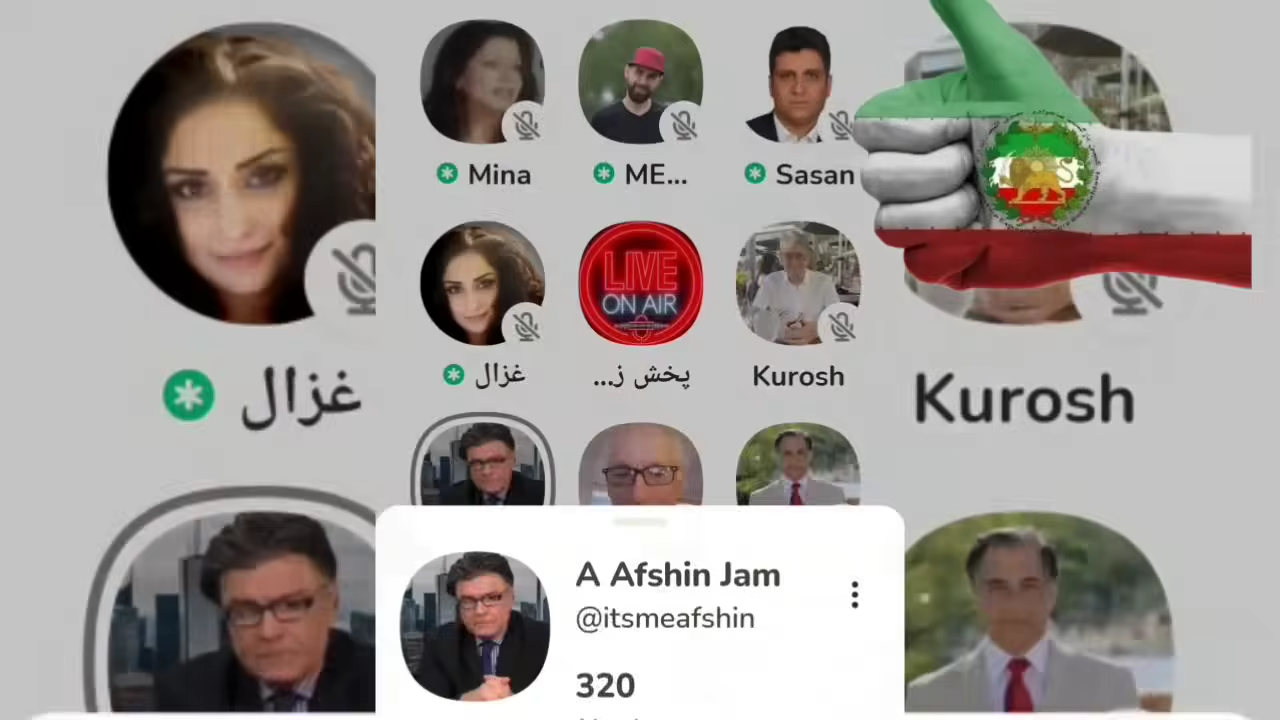 Mina
ME...
Sasan
غزال
LIVE
ON AIR
پخش ز...
Kurosh
غزال
Kurosh
A Afshin Jam
@itsmeafshin
320